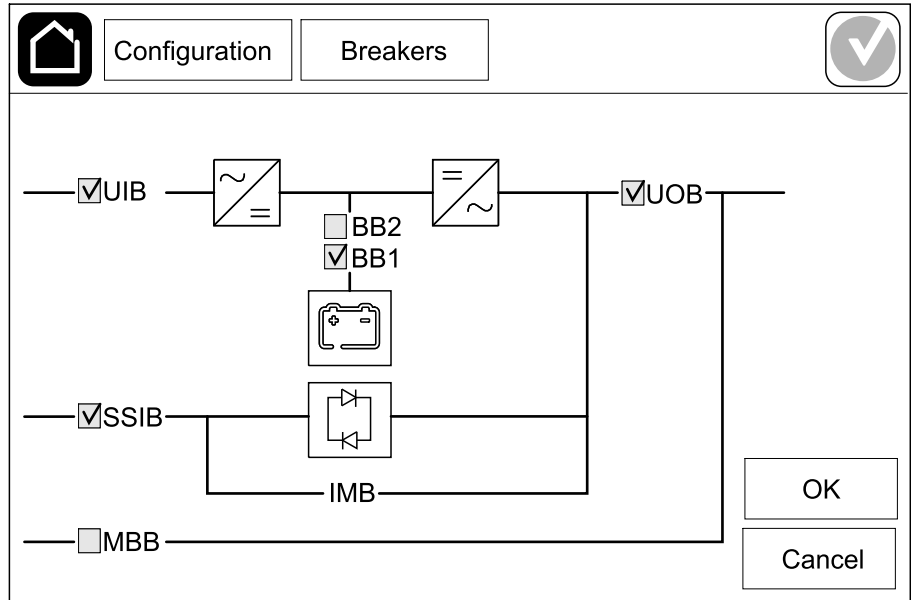 Configuration
Breakers
UIB
UOB
BB2
BB1
SSIB
IMB
OK
MBB
Cancel